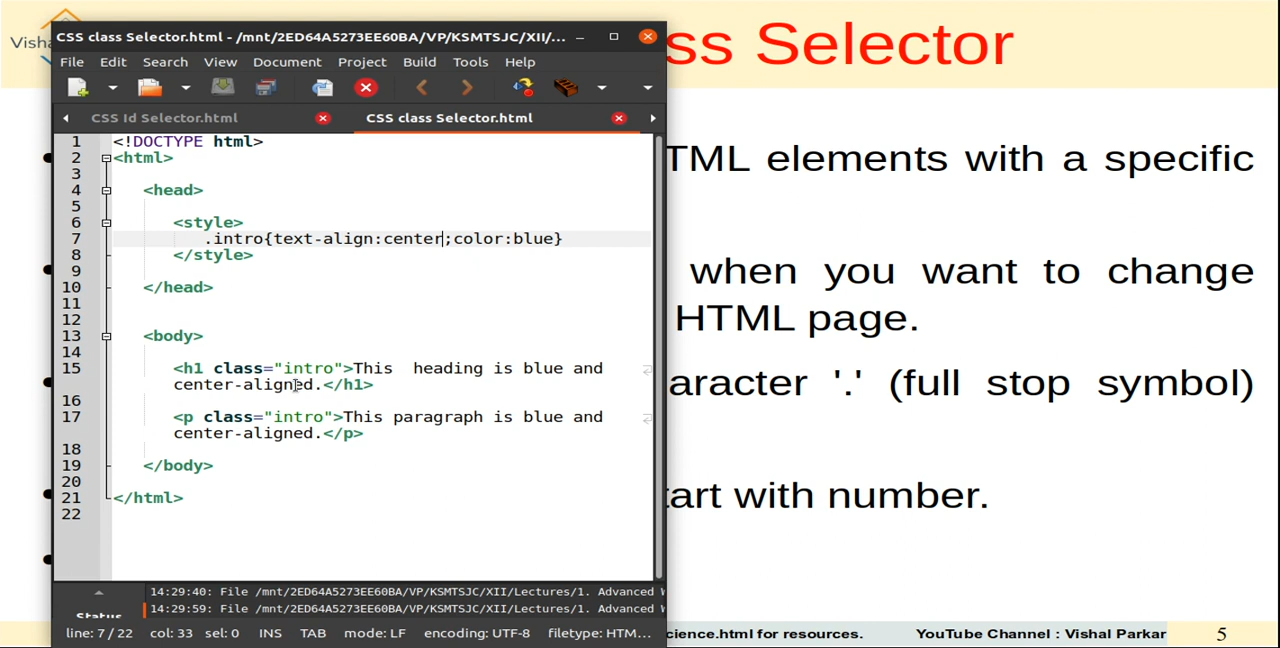 Visha
ss Selector
CSS class Selector.html - /mnt/2ED64A5273EE60BA/VP/KSMTSJC/XII/...
File Edit Search View Document Project Build Tools Help
CSS Id Selector.html CSS class Selector.html
1 <!DOCTYPE html>
2 <html>
3
4 <head>
5
6 <style>
7 .intro{text-align:center;color:blue}
8 </style>
9
10 </head>
11
12
13 <body>
14
15 <h1 class="intro">This  heading is blue and
center-aligned.</h1>
16
17 <p class="intro">This paragraph is blue and
center-aligned.</p>
18
19 </body>
20
21 </html>
22
TML elements with a specific
when you want to change
HTML page.
aracter '.' (full stop symbol)
tart with number.
14:29:40: File /mnt/2ED64A5273EE60BA/VP/KSMTSJC/XII/Lectures/1. Advanced W
Status 14:29:59: File /mnt/2ED64A5273EE60BA/VP/KSMTSJC/XII/Lectures/1. Advanced W
line: 7 / 22 col: 33 sel: 0 INS TAB mode: LF encoding: UTF-8 filetype: HTM...
cience.html for resources. YouTube Channel : Vishal Parkar 5